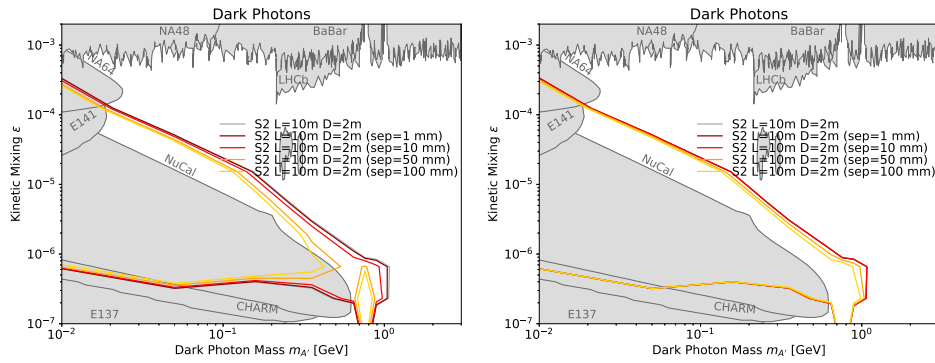 Dark Photons
Kinetic Mixing ε
10⁻³
10⁻⁴
10⁻⁵
10⁻⁶
10⁻⁷
NA48
BaBar
NA64
LHCb
E141
S2 L=10m D=2m
S2 L=10m D=2m (sep=1 mm)
S2 L=10m D=2m (sep=10 mm)
S2 L=10m D=2m (sep=50 mm)
S2 L=10m D=2m (sep=100 mm)
NuCal
CHARM
E137
10⁻²
10⁻¹
10⁰
Dark Photon Mass m_A′ [GeV]
Dark Photons
Kinetic Mixing ε
10⁻³
10⁻⁴
10⁻⁵
10⁻⁶
10⁻⁷
NA48
BaBar
NA64
LHCb
E141
S2 L=10m D=2m
S2 L=10m D=2m (sep=1 mm)
S2 L=10m D=2m (sep=10 mm)
S2 L=10m D=2m (sep=50 mm)
S2 L=10m D=2m (sep=100 mm)
NuCal
CHARM
E137
10⁻²
10⁻¹
10⁰
Dark Photon Mass m_A′ [GeV]